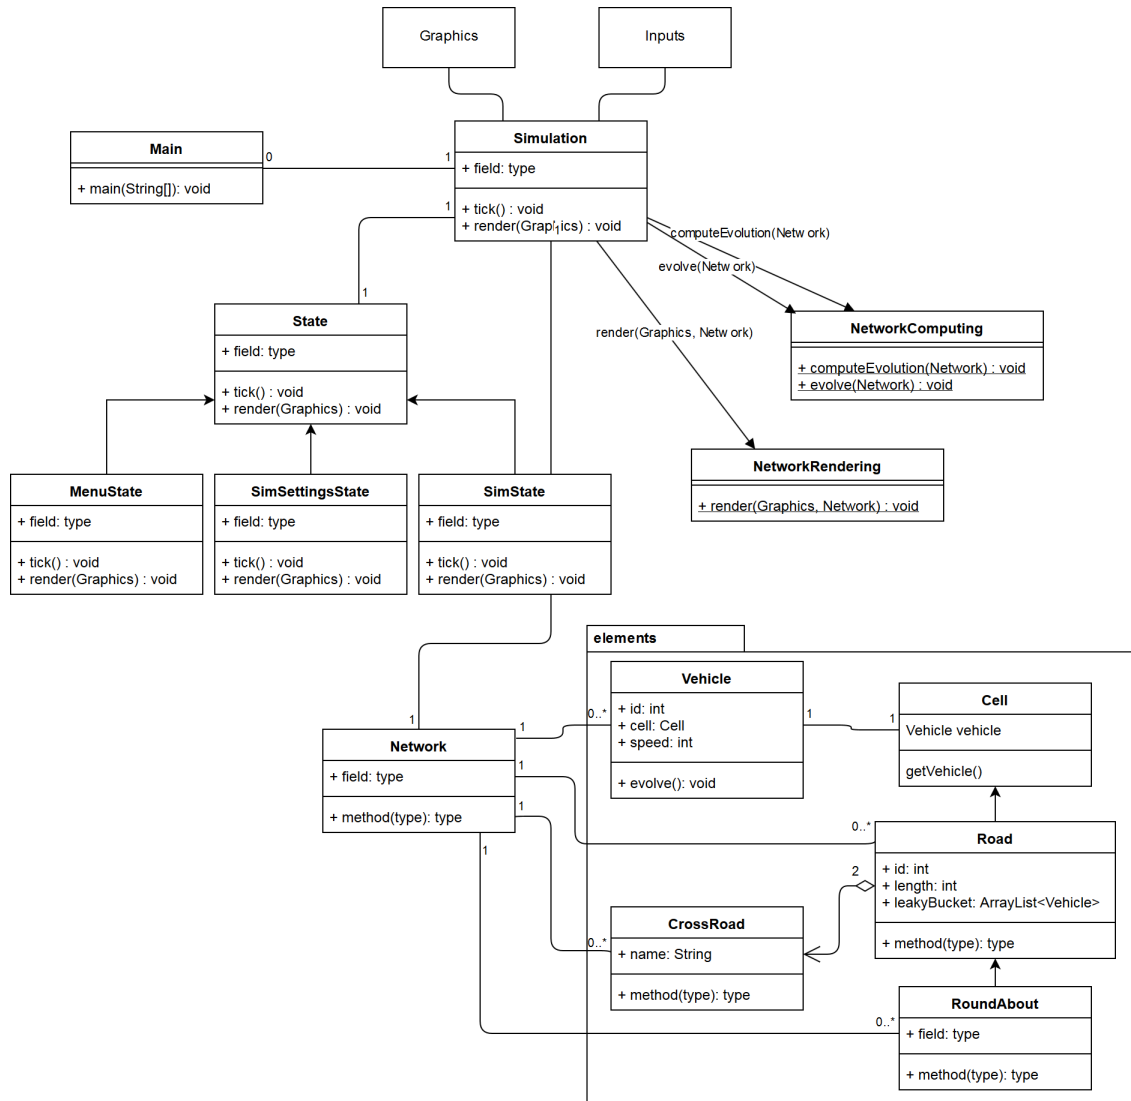 Graphics
Inputs
Main
+ main(String[]): void
0
1
Simulation
+ field: type
+ tick() : void
+ render(Graphics) : void
1
1
1
computeEvolution(Network)
evolve(Network)
render(Graphics, Network)
State
+ field: type
+ tick() : void
+ render(Graphics) : void
NetworkComputing
+ computeEvolution(Network) : void
+ evolve(Network) : void
NetworkRendering
+ render(Graphics, Network) : void
MenuState
+ field: type
+ tick() : void
+ render(Graphics) : void
SimSettingsState
+ field: type
+ tick() : void
+ render(Graphics) : void
SimState
+ field: type
+ tick() : void
+ render(Graphics) : void
elements
1
Network
+ field: type
+ method(type): type
1
0..*
1
0..*
1
0..*
1
0..*
Vehicle
+ id: int
+ cell: Cell
+ speed: int
+ evolve(): void
1
1
Cell
Vehicle vehicle
getVehicle()
Road
+ id: int
+ length: int
+ leakyBucket: ArrayList<Vehicle>
+ method(type): type
2
CrossRoad
+ name: String
+ method(type): type
RoundAbout
+ field: type
+ method(type): type